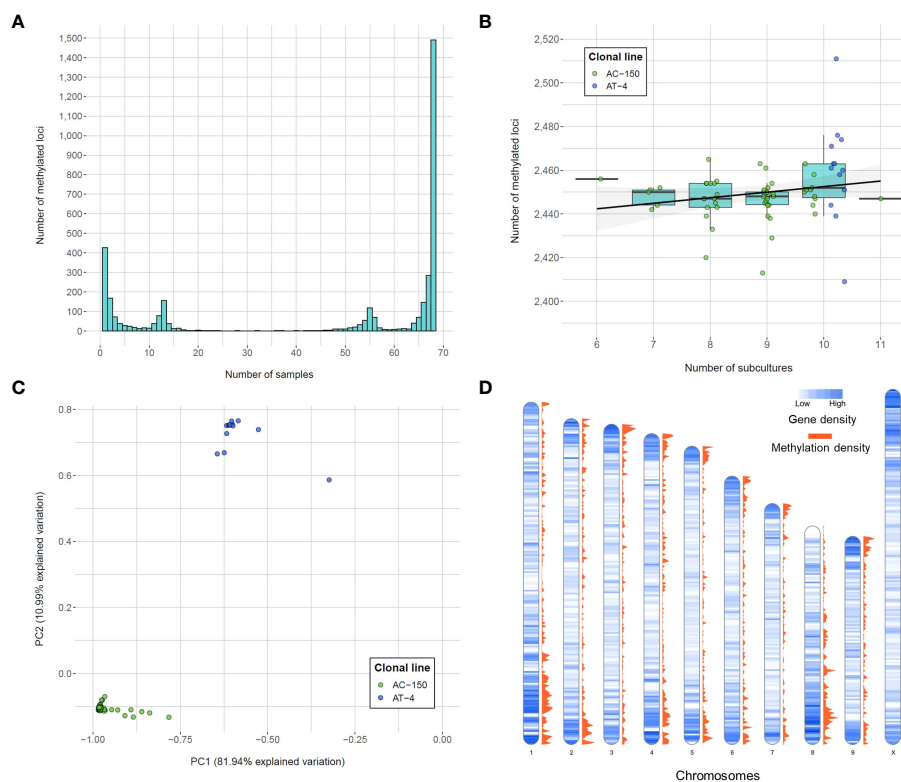 A
1,500
1,400
1,300
1,200
1,100
1,000
900
800
700
600
500
400
300
200
100
0
Number of methylated loci
0 10 20 30 40 50 60 70
Number of samples
B
2,520
2,500
2,480
2,460
2,440
2,420
2,400
Number of methylated loci
Clonal line
AC−150
AT−4
6 7 8 9 10 11
Number of subcultures
C
0.8
0.6
0.4
0.2
0.0
PC2 (10.99% explained variation)
Clonal line
AC−150
AT−4
−1.00 −0.75 −0.50 −0.25 0.00
PC1 (81.94% explained variation)
D
Low High
Gene density
Methylation density
1 2 3 4 5 6 7 8 9 X
Chromosomes